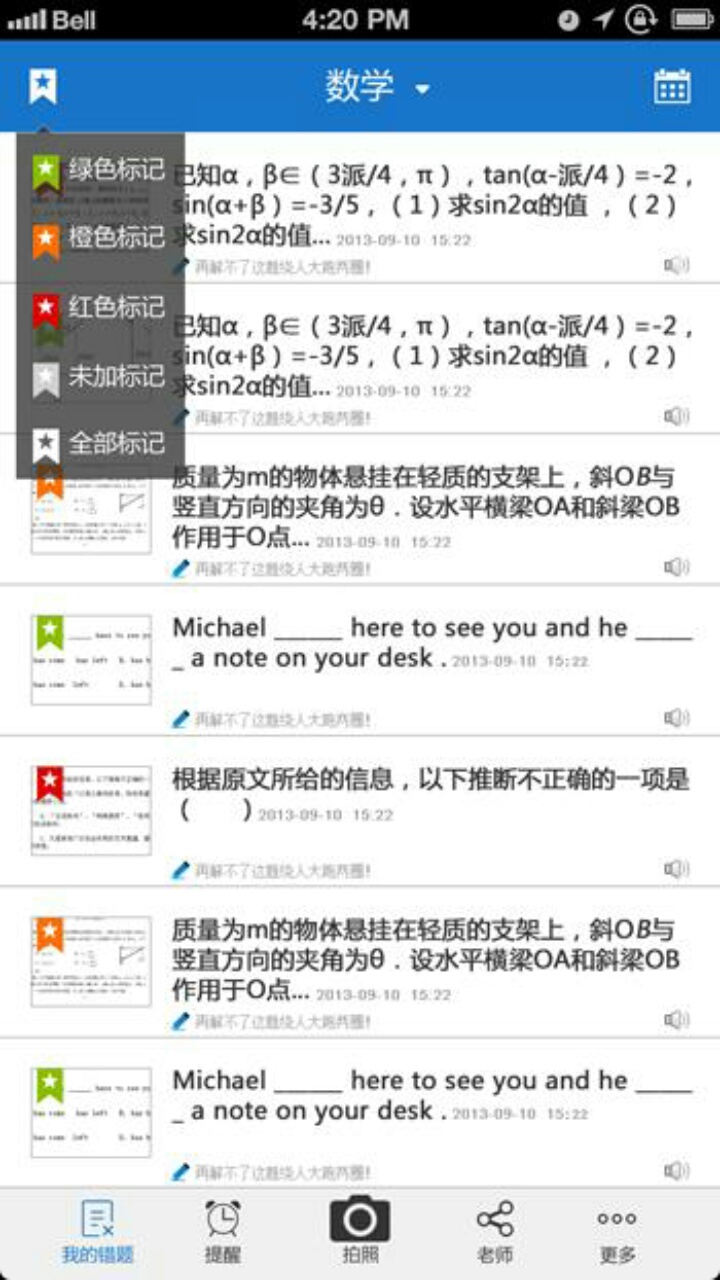 Bell 4:20 PM
数学
绿色标记
橙色标记
红色标记
未加标记
全部标记
已知α，β∈（3派/4，π），tan(α-派/4）=-2，
sin(α+β）=-3/5，（1）求sin2α的值 ，（2）
求sin2α的值... 2013-09-10 15:22
再解不了这题绕人大跑两圈！
已知α，β∈（3派/4，π），tan(α-派/4）=-2，
sin(α+β）=-3/5，（1）求sin2α的值 ，（2）
求sin2α的值... 2013-09-10 15:22
再解不了这题绕人大跑两圈！
质量为m的物体悬挂在轻质的支架上，斜OB与
竖直方向的夹角为θ．设水平横梁OA和斜梁OB
作用于O点... 2013-09-10 15:22
再解不了这题绕人大跑两圈！
Michael ______ here to see you and he _____
_ a note on your desk . 2013-09-10 15:22
再解不了这题绕人大跑两圈！
根据原文所给的信息，以下推断不正确的一项是
（　　）2013-09-10 15:22
再解不了这题绕人大跑两圈！
质量为m的物体悬挂在轻质的支架上，斜OB与
竖直方向的夹角为θ．设水平横梁OA和斜梁OB
作用于O点... 2013-09-10 15:22
再解不了这题绕人大跑两圈！
Michael ______ here to see you and he _____
_ a note on your desk . 2013-09-10 15:22
再解不了这题绕人大跑两圈！
我的错题 提醒 拍照 老师 更多